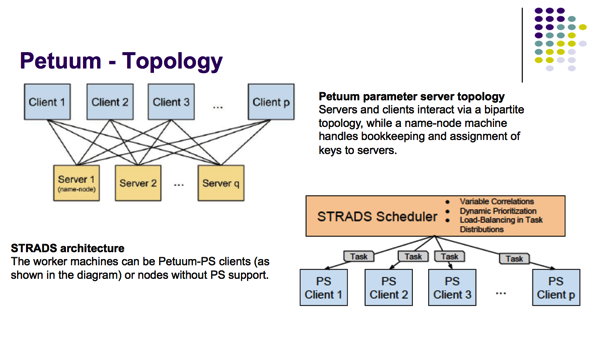 Petuum - Topology
Client 1
Client 2
Client 3
...
Client p
Server 1
(name-node)
Server 2
...
Server q
Petuum parameter server topology
Servers and clients interact via a bipartite
topology, while a name-node machine
handles bookkeeping and assignment of
keys to servers.
STRADS architecture
The worker machines can be Petuum-PS clients (as
shown in the diagram) or nodes without PS support.
STRADS Scheduler
• Variable Correlations
• Dynamic Prioritization
• Load-Balancing in Task
Distributions
Task
Task
Task
Task
PS
Client 1
PS
Client 2
PS
Client 3
...
PS
Client p